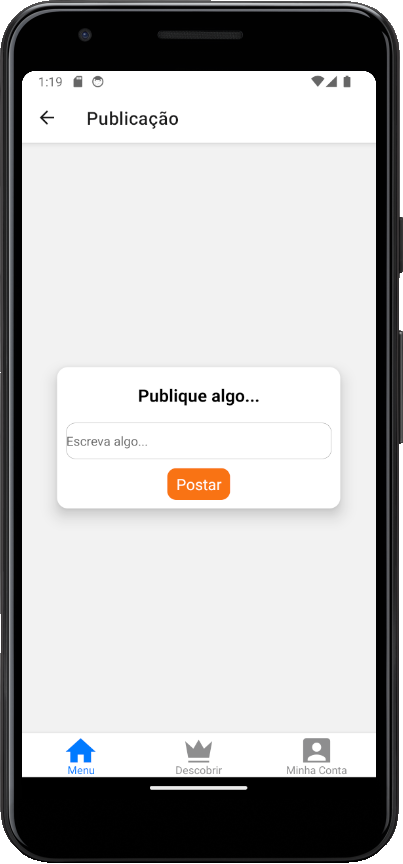 1:19
Publicação
Publique algo...
Escreva algo...
Postar
Menu
Descobrir
Minha Conta